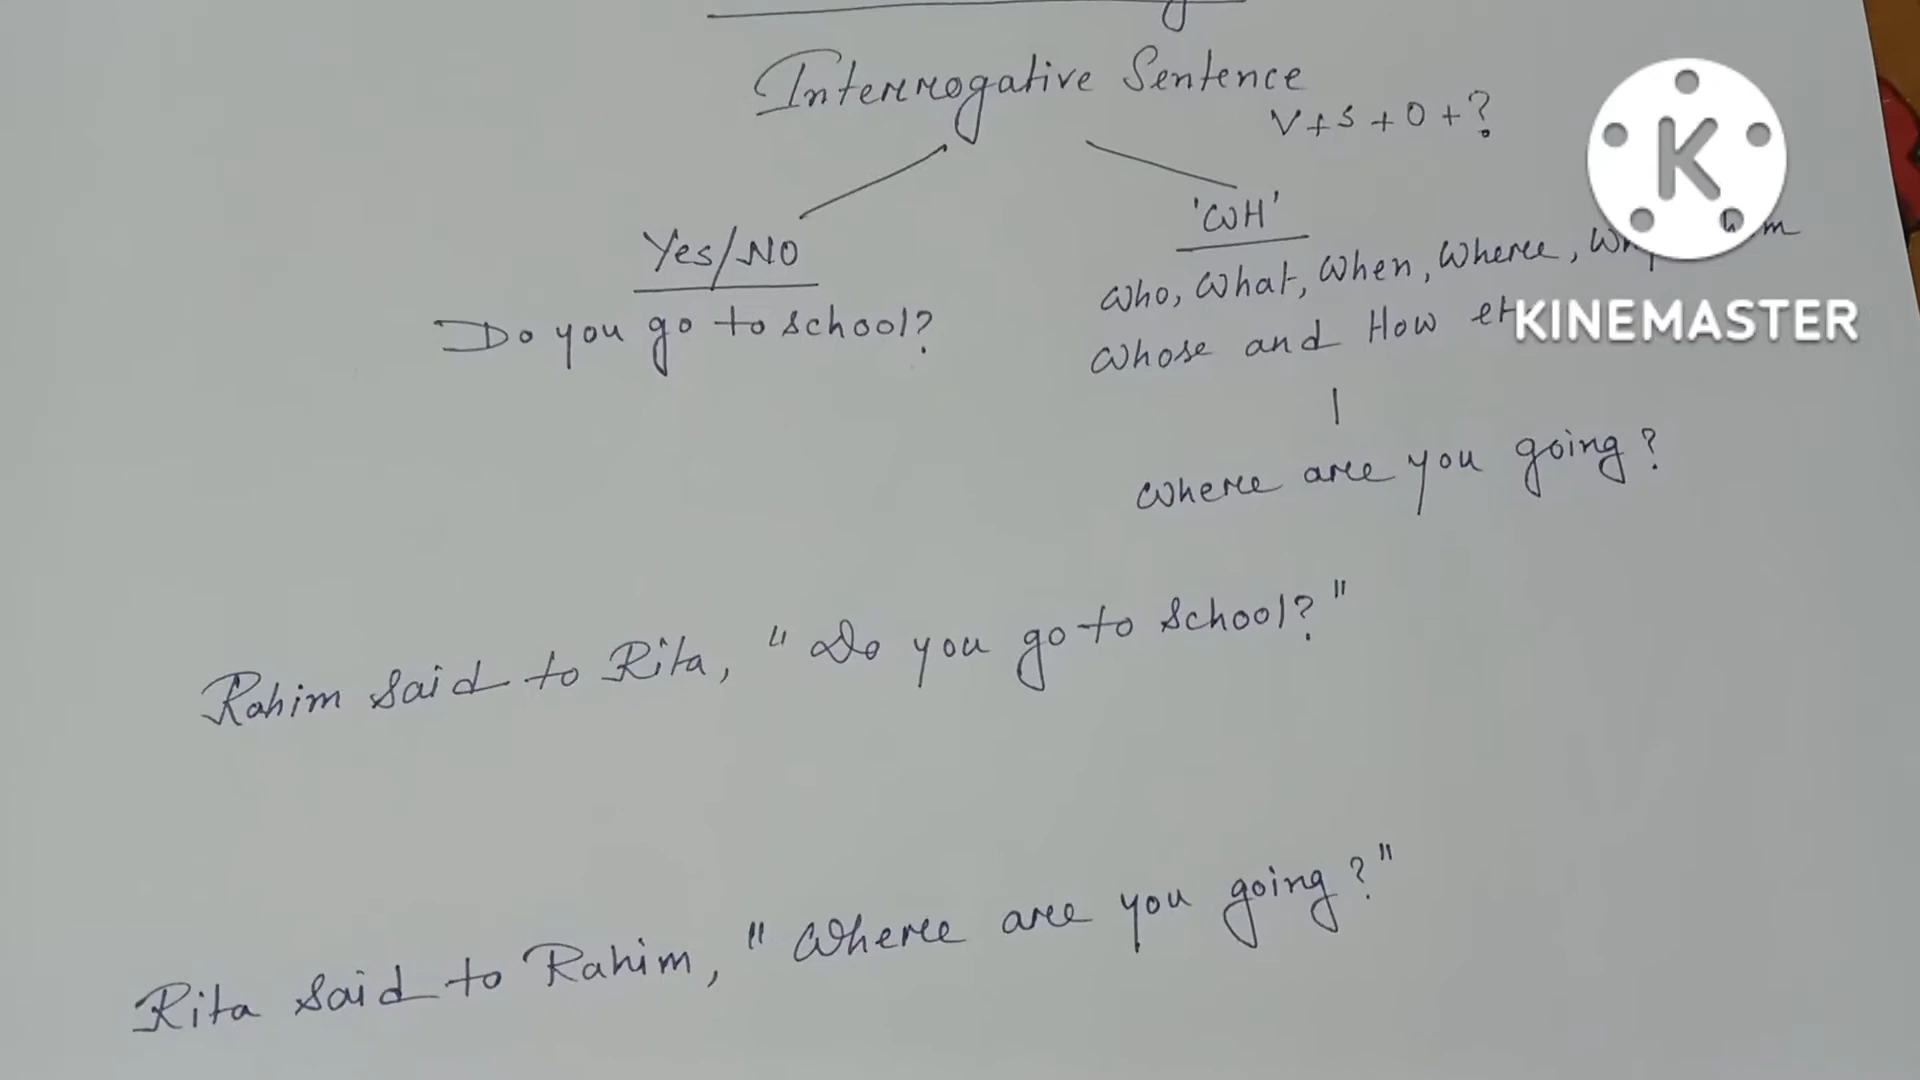 Interrogative Sentence
V+S+O+?
Yes/NO
Do you go to school?
'WH'
Who, What, When, Where,
Whose and How
Where are you going?
Rahim said to Rita, "Do you go to school?"
Rita said to Rahim, "Where are you going?"
K
KINEMASTER